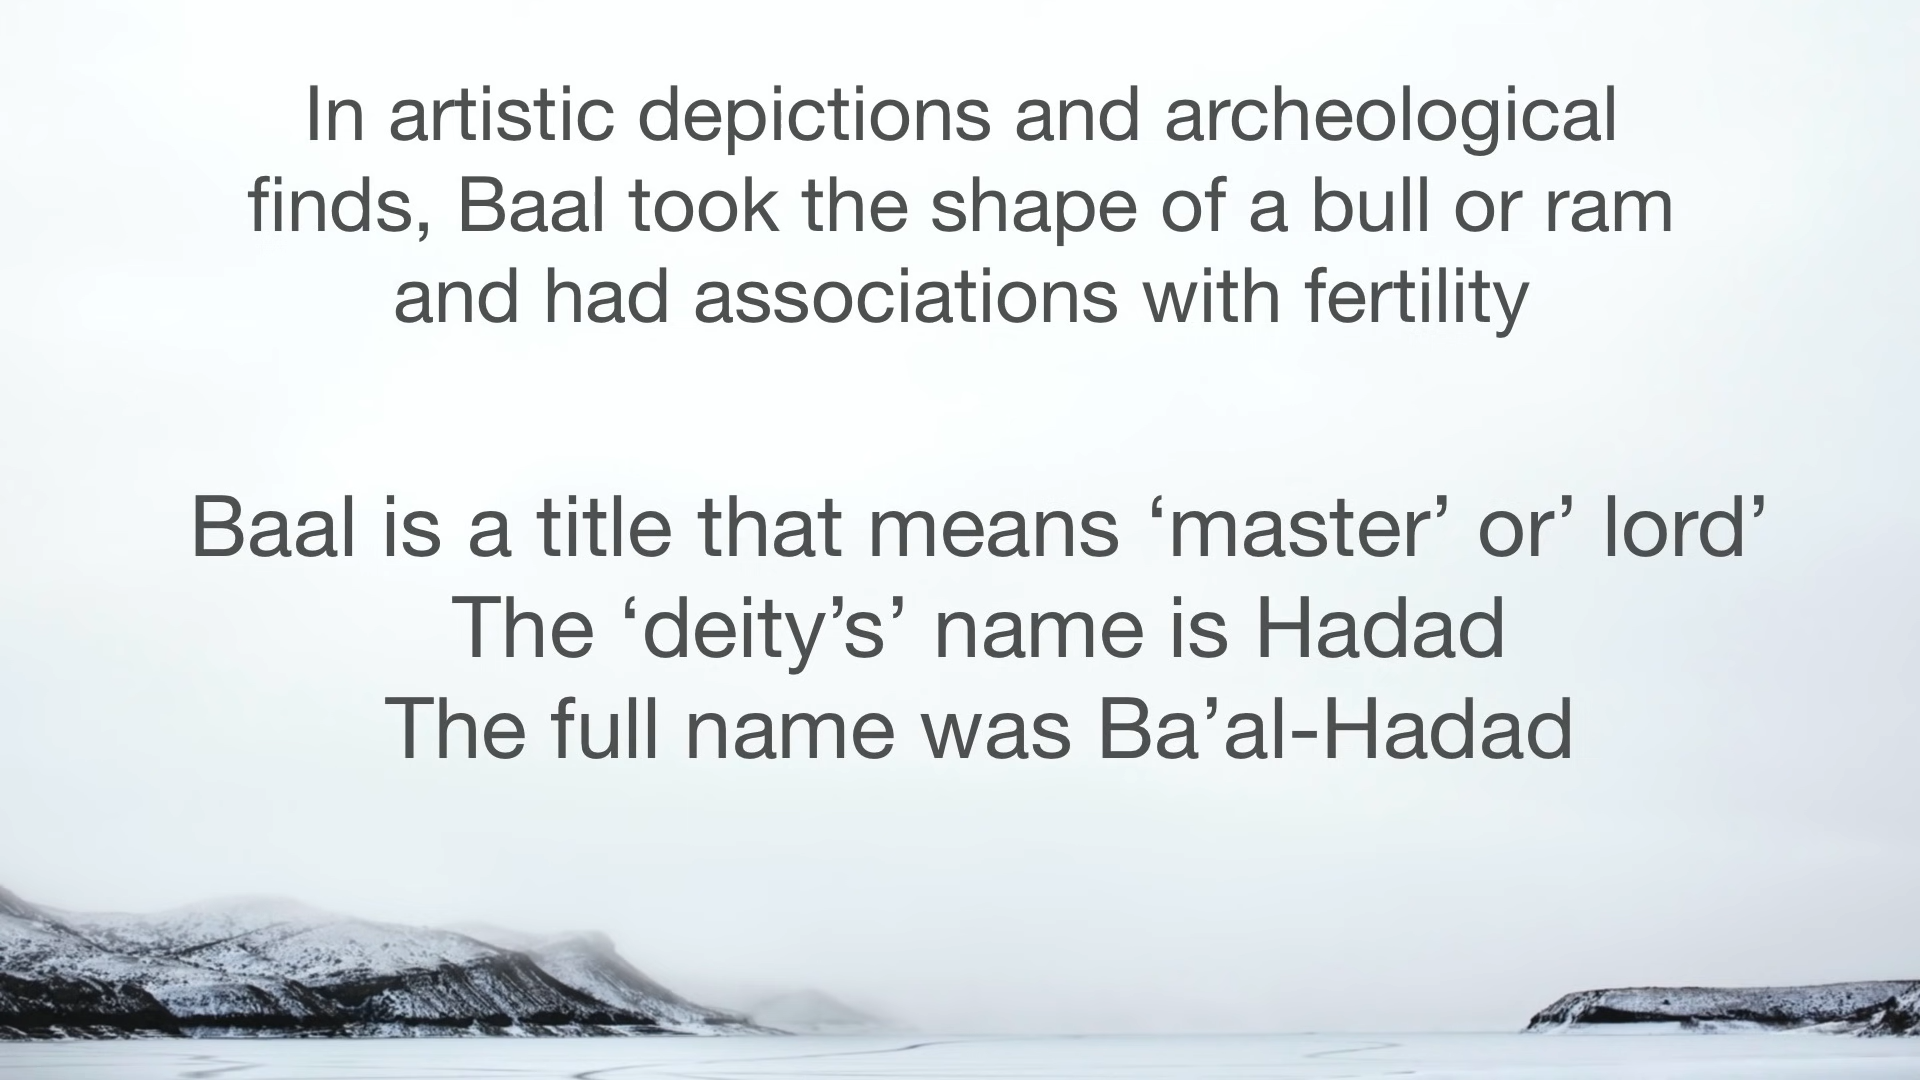 In artistic depictions and archeological
finds, Baal took the shape of a bull or ram
and had associations with fertility
Baal is a title that means ‘master’ or’ lord’
The ‘deity’s’ name is Hadad
The full name was Ba’al-Hadad